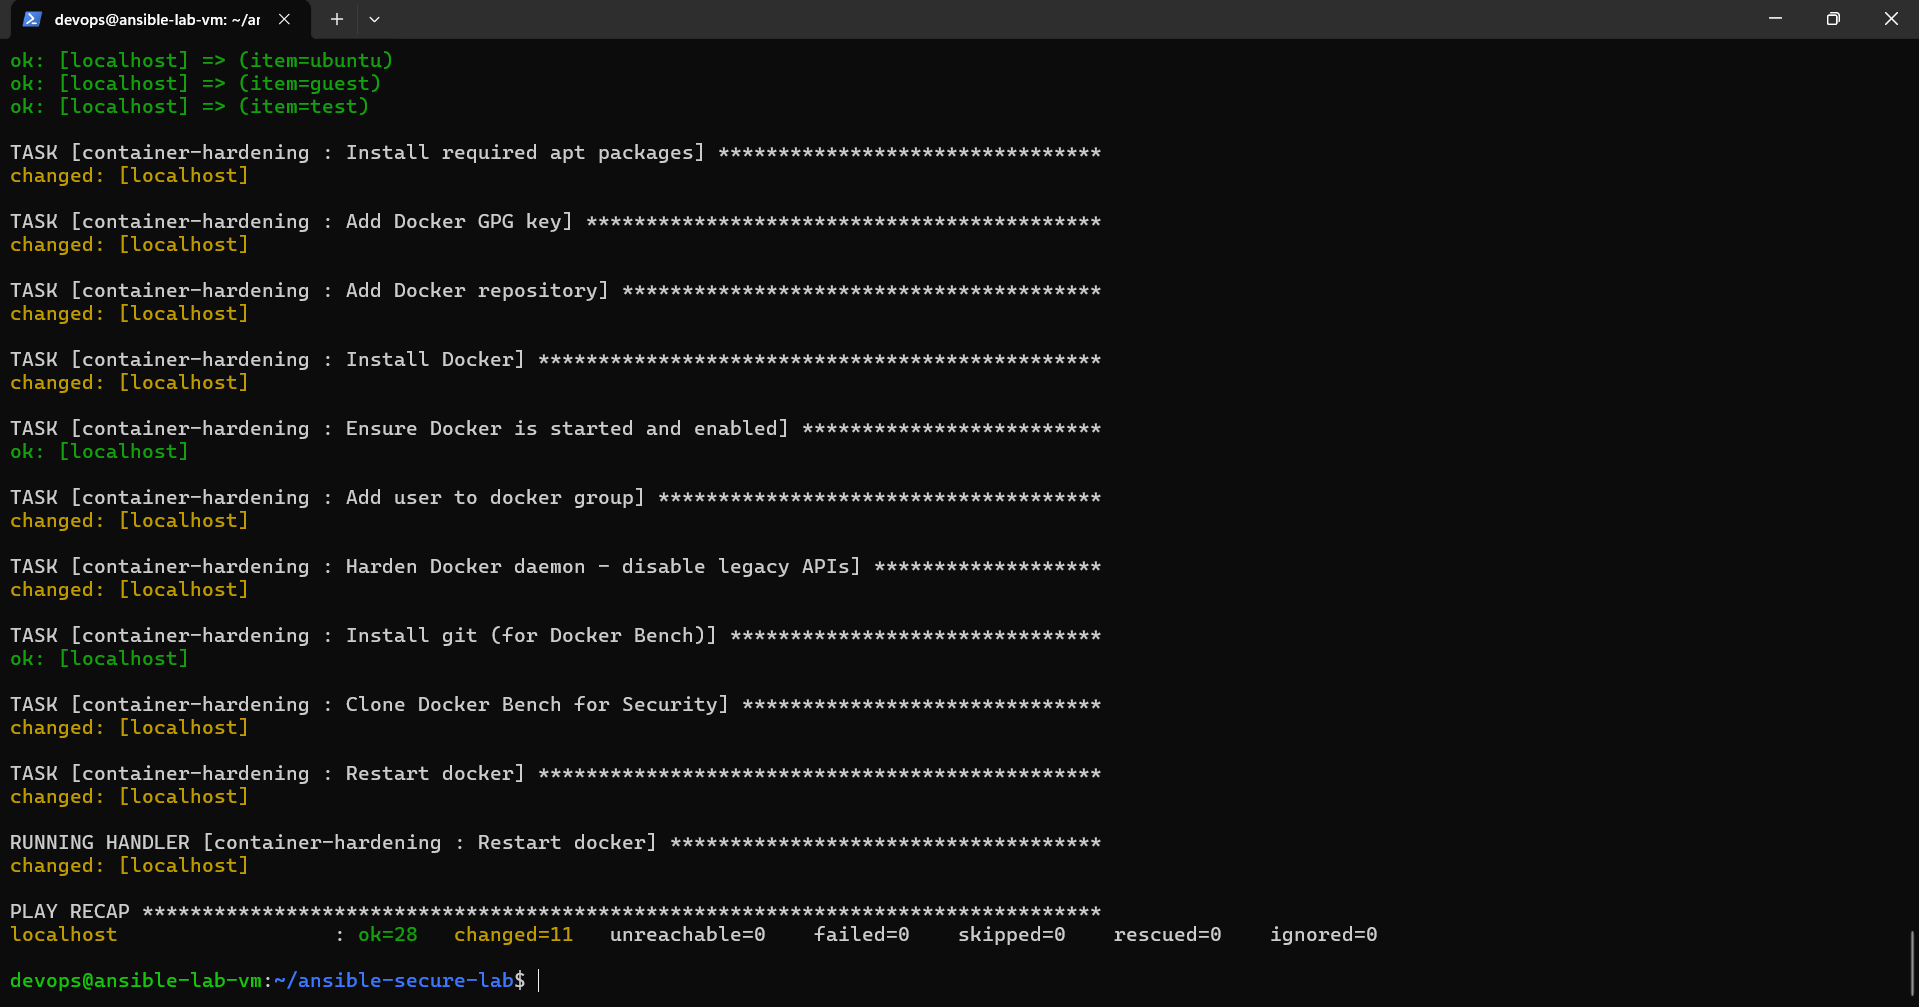 devops@ansible-lab-vm: ~/ar
ok: [localhost] => (item=ubuntu)
ok: [localhost] => (item=guest)
ok: [localhost] => (item=test)
TASK [container-hardening : Install required apt packages] ********************************
changed: [localhost]
TASK [container-hardening : Add Docker GPG key] *******************************************
changed: [localhost]
TASK [container-hardening : Add Docker repository] ****************************************
changed: [localhost]
TASK [container-hardening : Install Docker] ***********************************************
changed: [localhost]
TASK [container-hardening : Ensure Docker is started and enabled] *************************
ok: [localhost]
TASK [container-hardening : Add user to docker group] *************************************
changed: [localhost]
TASK [container-hardening : Harden Docker daemon - disable legacy APIs] *******************
changed: [localhost]
TASK [container-hardening : Install git (for Docker Bench)] *******************************
ok: [localhost]
TASK [container-hardening : Clone Docker Bench for Security] ******************************
changed: [localhost]
TASK [container-hardening : Restart docker] ***********************************************
changed: [localhost]
RUNNING HANDLER [container-hardening : Restart docker] ************************************
changed: [localhost]
PLAY RECAP ********************************************************************************
localhost                  : ok=28   changed=11   unreachable=0    failed=0    skipped=0    rescued=0    ignored=0
devops@ansible-lab-vm:~/ansible-secure-lab$